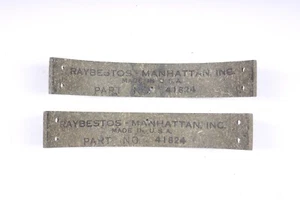 RAYBESTOS - MANHATTAN, INC.
MADE IN U.S.A.
PART NO 41824
RAYBESTOS - MANHATTAN, INC.
MADE IN U.S.A.
PART NO 41824